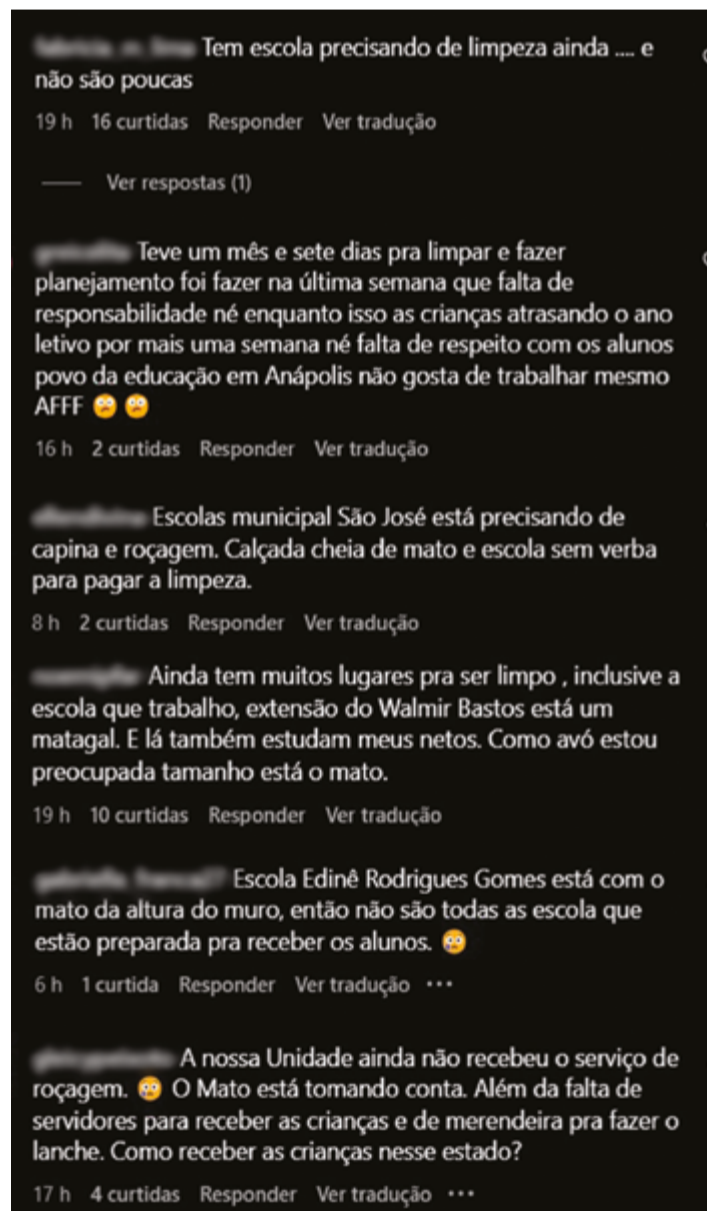 Tem escola precisando de limpeza ainda .... e
não são poucas
19 h 16 curtidas Responder Ver tradução
Ver respostas (1)
Teve um mês e sete dias pra limpar e fazer
planejamento foi fazer na última semana que falta de
responsabilidade né enquanto isso as crianças atrasando o ano
letivo por mais uma semana né falta de respeito com os alunos
povo da educação em Anápolis não gosta de trabalhar mesmo
AFFF 🙄 🙄
16 h 2 curtidas Responder Ver tradução
Escolas municipal São José está precisando de
capina e roçagem. Calçada cheia de mato e escola sem verba
para pagar a limpeza.
8 h 2 curtidas Responder Ver tradução
Ainda tem muitos lugares pra ser limpo , inclusive a
escola que trabalho, extensão do Walmir Bastos está um
matagal. E lá também estudam meus netos. Como avó estou
preocupada tamanho está o mato.
19 h 10 curtidas Responder Ver tradução
Escola Edinê Rodrigues Gomes está com o
mato da altura do muro, então não são todas as escola que
estão preparada pra receber os alunos. 😢
6 h 1 curtida Responder Ver tradução ...
A nossa Unidade ainda não recebeu o serviço de
roçagem. 😢 O Mato está tomando conta. Além da falta de
servidores para receber as crianças e de merendeira pra fazer o
lanche. Como receber as crianças nesse estado?
17 h 4 curtidas Responder Ver tradução ...